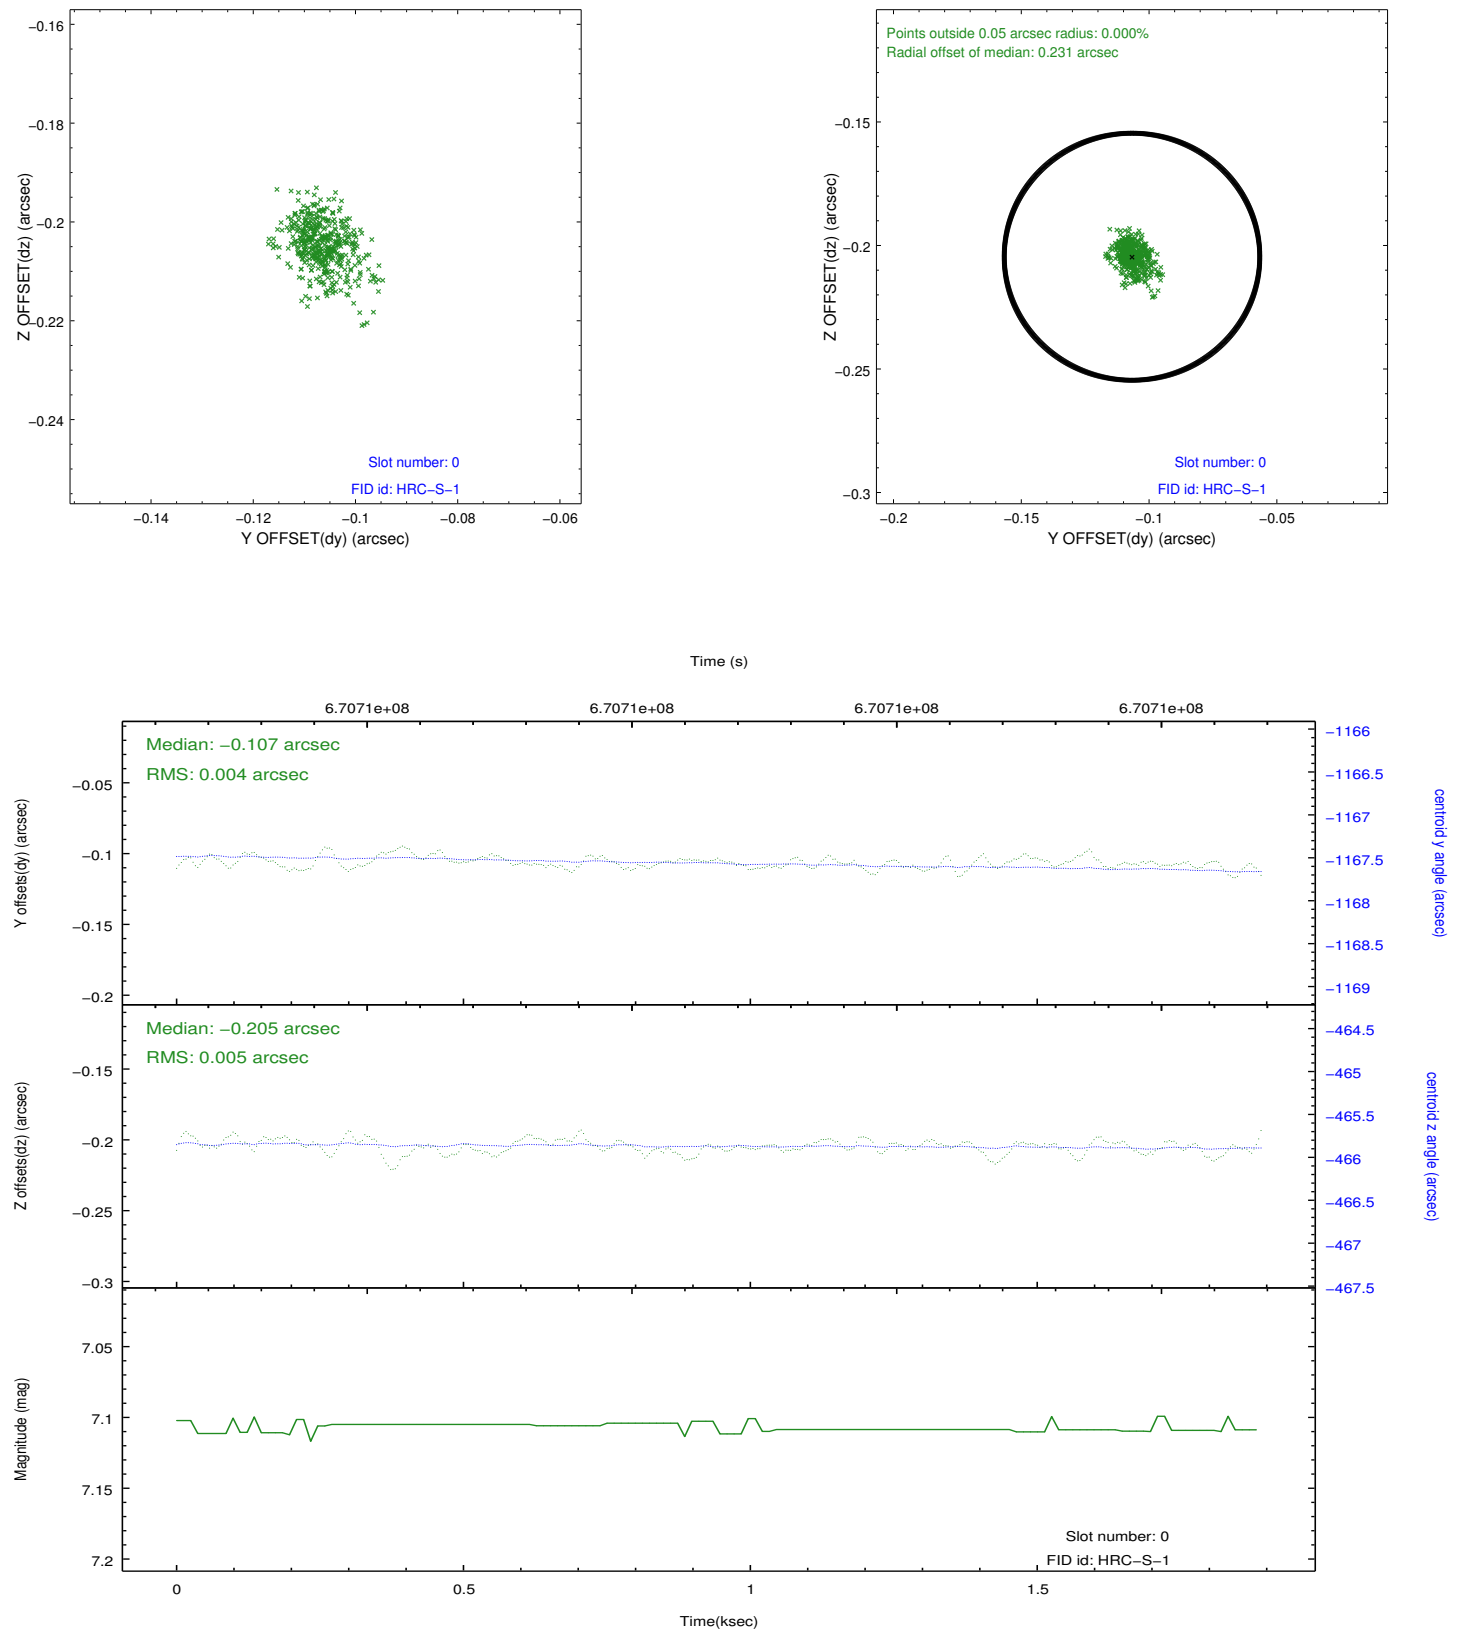 −0.16
−0.18
−0.2
−0.22
−0.24
Z OFFSET(dz) (arcsec)
Slot number: 0
FID id: HRC−S−1
−0.14 −0.12 −0.1 −0.08 −0.06
Y OFFSET(dy) (arcsec)
Points outside 0.05 arcsec radius: 0.000%
Radial offset of median: 0.231 arcsec
−0.15
−0.2
−0.25
−0.3
Z OFFSET(dz) (arcsec)
Slot number: 0
FID id: HRC−S−1
−0.2 −0.15 −0.1 −0.05
Y OFFSET(dy) (arcsec)
Time (s)
6.7071e+08 6.7071e+08 6.7071e+08 6.7071e+08
Median: −0.107 arcsec
RMS: 0.004 arcsec
−0.05
−0.1
−0.15
−0.2
Y offsets(dy) (arcsec)
−1166
−1166.5
−1167
−1167.5
−1168
−1168.5
−1169
centroid y angle (arcsec)
Median: −0.205 arcsec
RMS: 0.005 arcsec
−0.15
−0.2
−0.25
−0.3
Z offsets(dz) (arcsec)
−464.5
−465
−465.5
−466
−466.5
−467
−467.5
centroid z angle (arcsec)
7.05
7.1
7.15
7.2
Magnitude (mag)
Slot number: 0
FID id: HRC−S−1
0 0.5 1 1.5
Time(ksec)